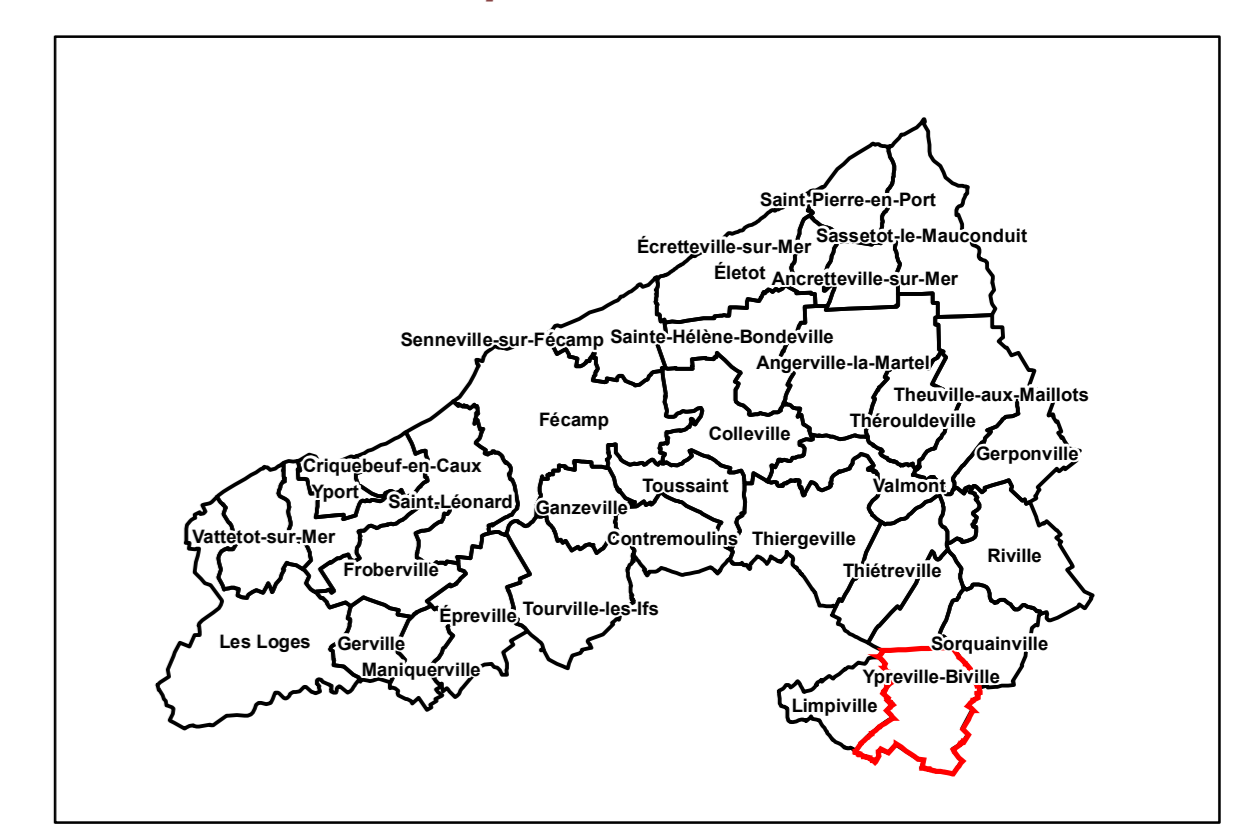 Saint-Pierre-en-Port
Sassetot-le-Mauconduit
Écretteville-sur-Mer
Életot
Ancretteville-sur-Mer
Senneville-sur-Fécamp
Sainte-Hélène-Bondeville
Angerville-la-Martel
Theuville-aux-Maillots
Fécamp
Thérouldeville
Colleville
Gerponville
Criquebeuf-en-Caux
Yport
Toussaint
Valmont
Saint-Léonard
Ganzeville
Vattetot-sur-Mer
Contremoulins
Thiergeville
Riville
Froberville
Thiétreville
Épreville
Tourville-les-Ifs
Les Loges
Gerville
Sorquainville
Maniquerville
Ypreville-Biville
Limpiville